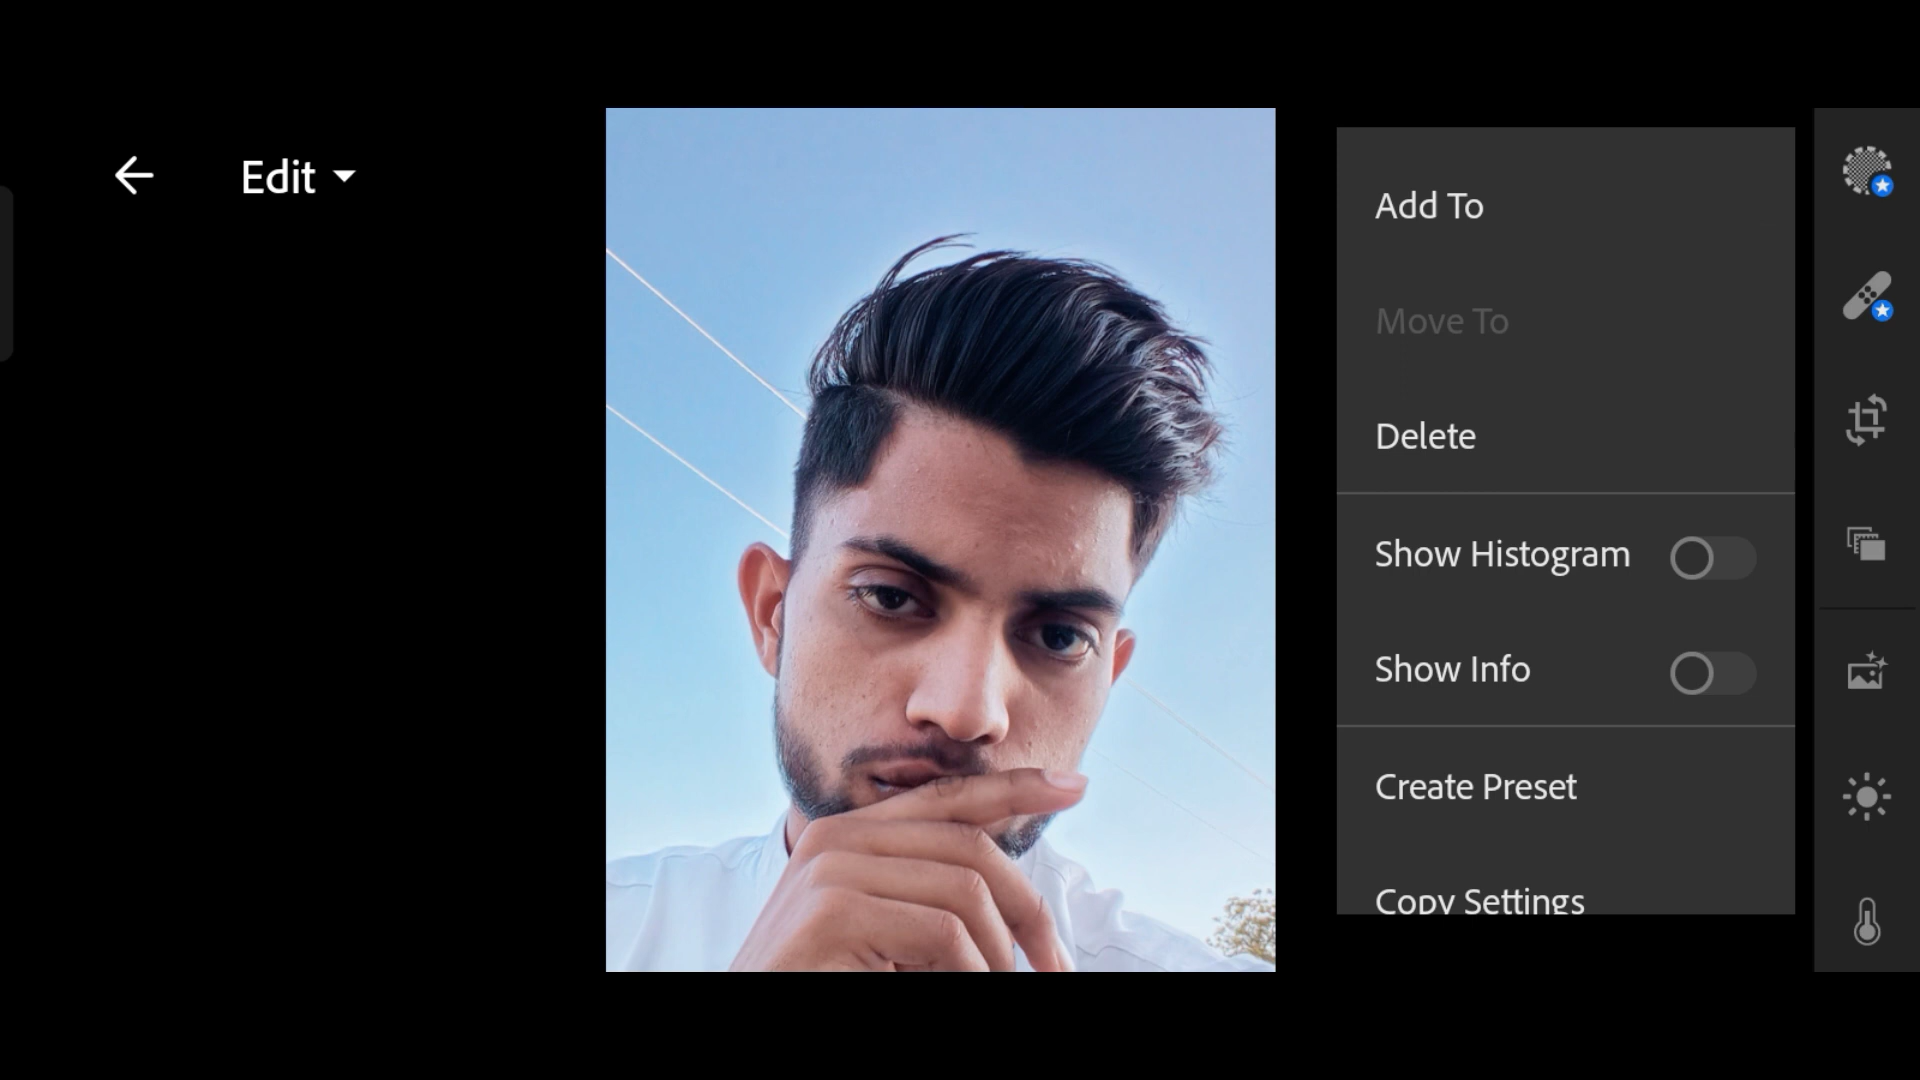 Edit
Add To
Move To
Delete
Show Histogram
Show Info
Create Preset
Copy Settings